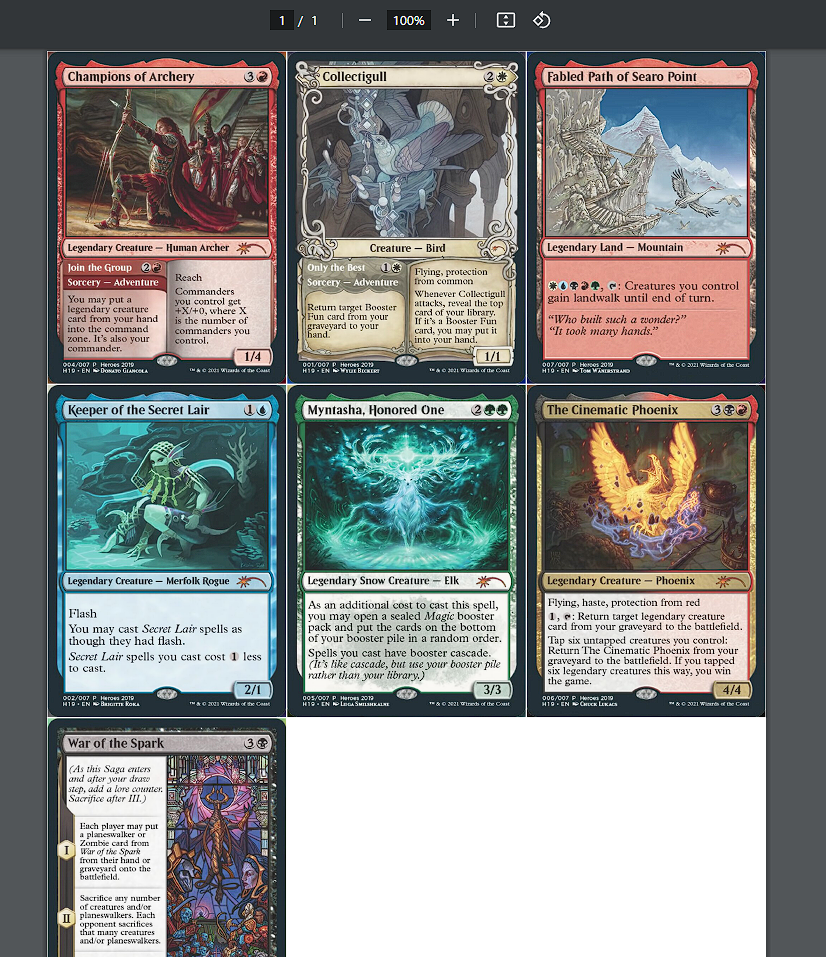 1 / 1
100%
Champions of Archery 3
Legendary Creature — Human Archer
Join the Group 2
Sorcery — Adventure
You may put a
legendary creature
card from your hand
into the command
zone. It's also your
commander.
Reach
Commanders
you control get
+X/+0, where X
is the number of
commanders you
control.
1/4
004/007 P Heroes 2019
H19 • EN Donato Giancola
™ & © 2021 Wizards of the Coast
Collectigull 2
Creature — Bird
Only the Best 1
Sorcery — Adventure
Return target Booster
Fun card from your
graveyard to your
hand.
Flying, protection
from common
Whenever Collectigull
attacks, reveal the top
card of your library.
If it's a Booster Fun
card, you may put it
into your hand.
1/1
001/007 P Heroes 2019
H19 • EN Wylie Beckert
™ & © 2021 Wizards of the Coast
Fabled Path of Searo Point
Legendary Land — Mountain
: Creatures you control
gain landwalk until end of turn.
“Who built such a wonder?”
“It took many hands.”
007/007 P Heroes 2019
H19 • EN Tom Wänerstrand
™ & © 2021 Wizards of the Coast
Keeper of the Secret Lair 1
Legendary Creature — Merfolk Rogue
Flash
You may cast Secret Lair spells as
though they had flash.
Secret Lair spells you cast cost 1 less
to cast.
2/1
002/007 P Heroes 2019
H19 • EN Brigitte Roka
™ & © 2021 Wizards of the Coast
Myntasha, Honored One 2
Legendary Snow Creature — Elk
As an additional cost to cast this spell,
you may open a sealed Magic booster
pack and put the cards on the bottom
of your booster pile in a random order.
Spells you cast have booster cascade.
(It's like cascade, but use your booster pile
rather than your library.)
3/3
005/007 P Heroes 2019
H19 • EN Livia Prima
™ & © 2021 Wizards of the Coast
The Cinematic Phoenix 3
Legendary Creature — Phoenix
Flying, haste, protection from red
1, : Return target legendary creature
card from your graveyard to the battlefield.
Tap six untapped creatures you control:
Return The Cinematic Phoenix from your
graveyard to the battlefield. If you tapped
six legendary creatures this way, you win
the game.
4/4
006/007 P Heroes 2019
H19 • EN Chuck Lukacs
™ & © 2021 Wizards of the Coast
War of the Spark 3
(As this Saga enters
and after your draw
step, add a lore counter.
Sacrifice after III.)
I
Each player may put
a planeswalker or
Zombie card from
War of the Spark
from their hand or
graveyard onto the
battlefield.
II
Sacrifice any number
of creatures and/or
planeswalkers. Each
opponent sacrifices
that many creatures
and/or planeswalkers.